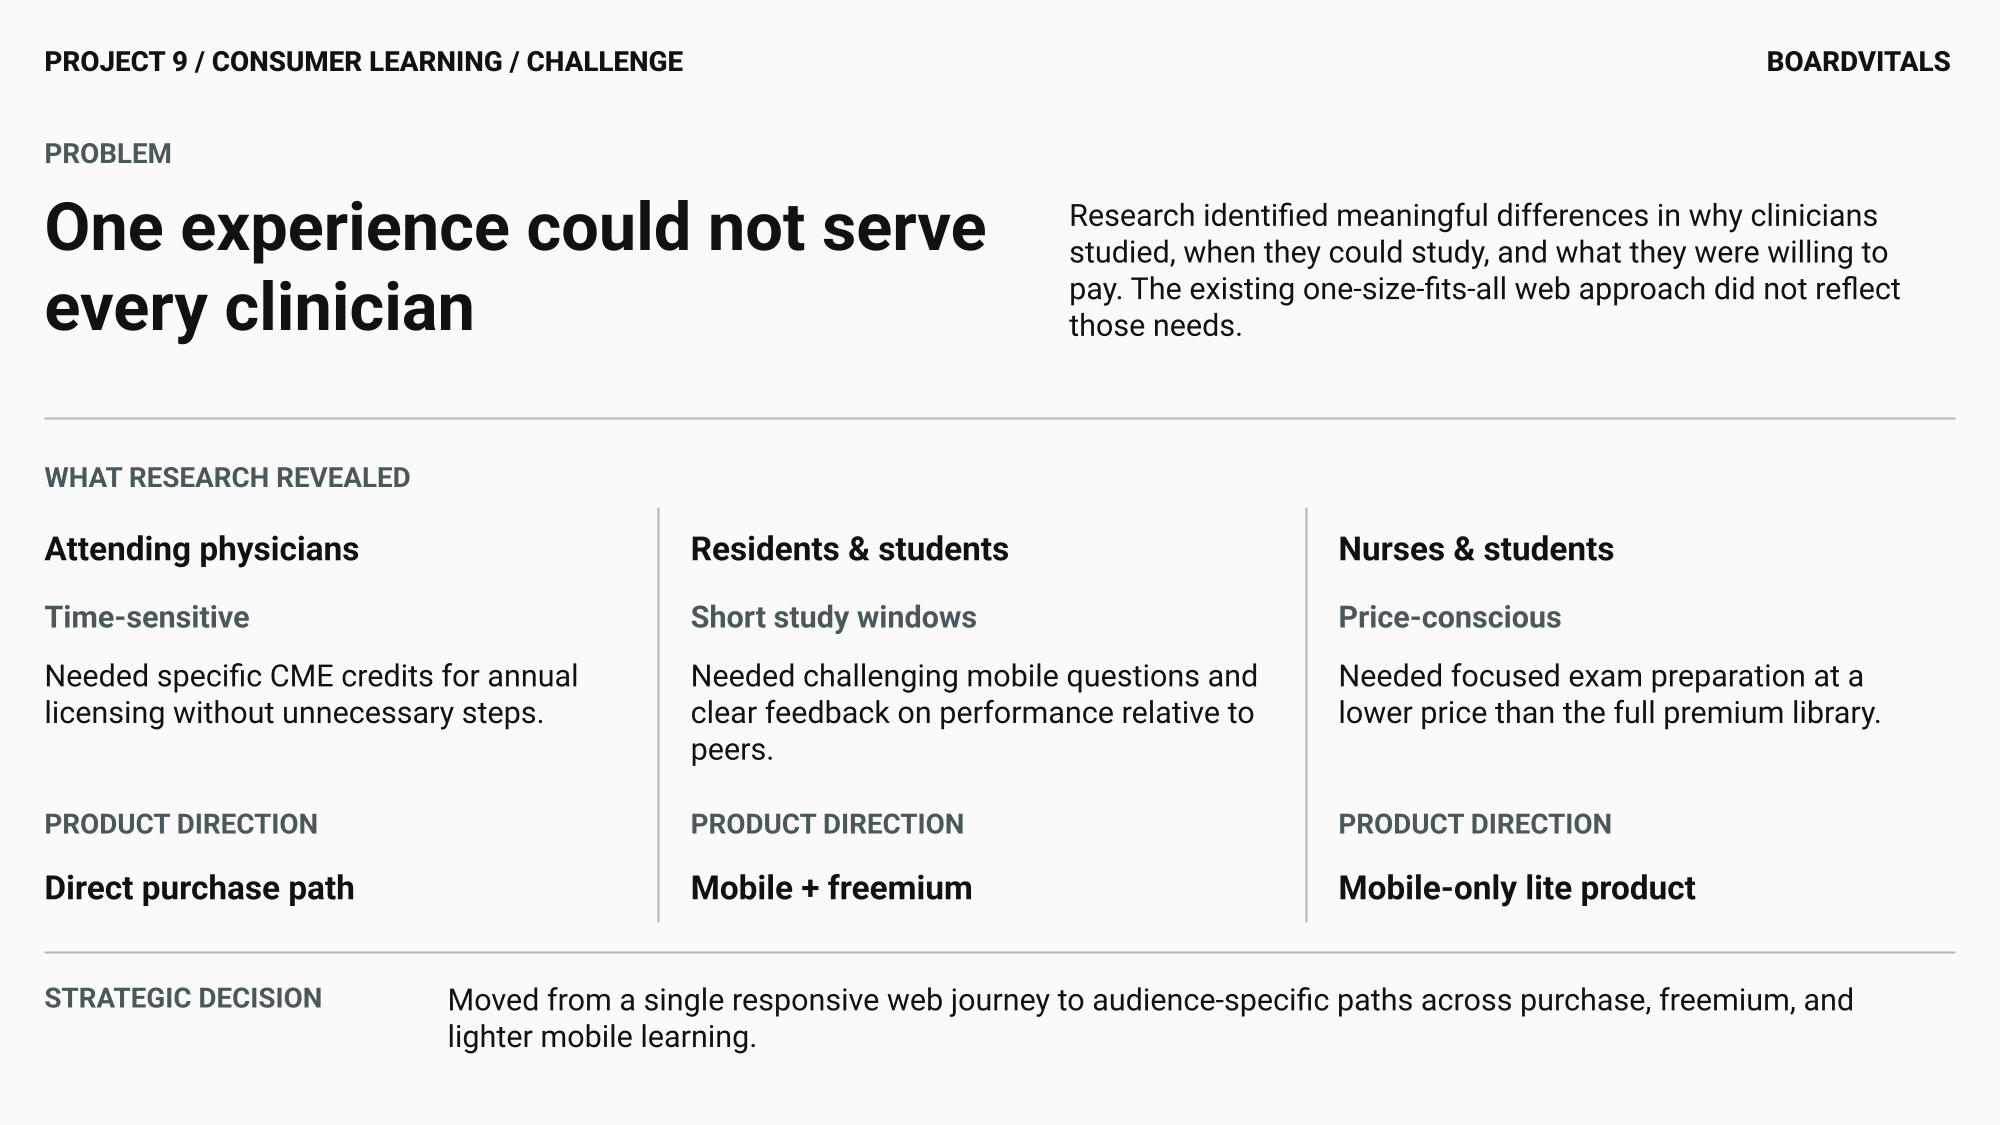 PROJECT 9 / CONSUMER LEARNING / CHALLENGE
BOARDVITALS
PROBLEM
One experience could not serve
every clinician
Research identified meaningful differences in why clinicians
studied, when they could study, and what they were willing to
pay. The existing one-size-fits-all web approach did not reflect
those needs.
WHAT RESEARCH REVEALED
Attending physicians
Time-sensitive
Needed specific CME credits for annual
licensing without unnecessary steps.
PRODUCT DIRECTION
Direct purchase path
Residents & students
Short study windows
Needed challenging mobile questions and
clear feedback on performance relative to
peers.
PRODUCT DIRECTION
Mobile + freemium
Nurses & students
Price-conscious
Needed focused exam preparation at a
lower price than the full premium library.
PRODUCT DIRECTION
Mobile-only lite product
STRATEGIC DECISION
Moved from a single responsive web journey to audience-specific paths across purchase, freemium, and
lighter mobile learning.